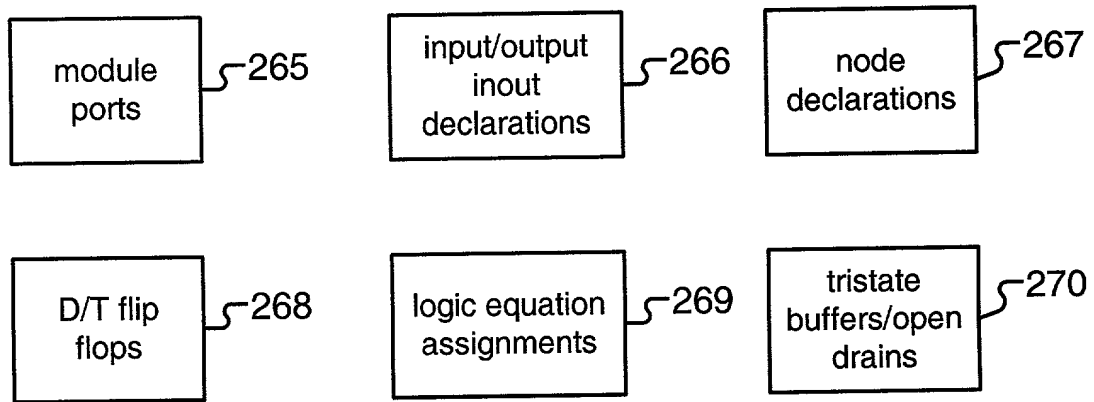 module
ports
265
input/output
inout
declarations
266
node
declarations
267
D/T flip
flops
268
logic equation
assignments
269
tristate
buffers/open
drains
270